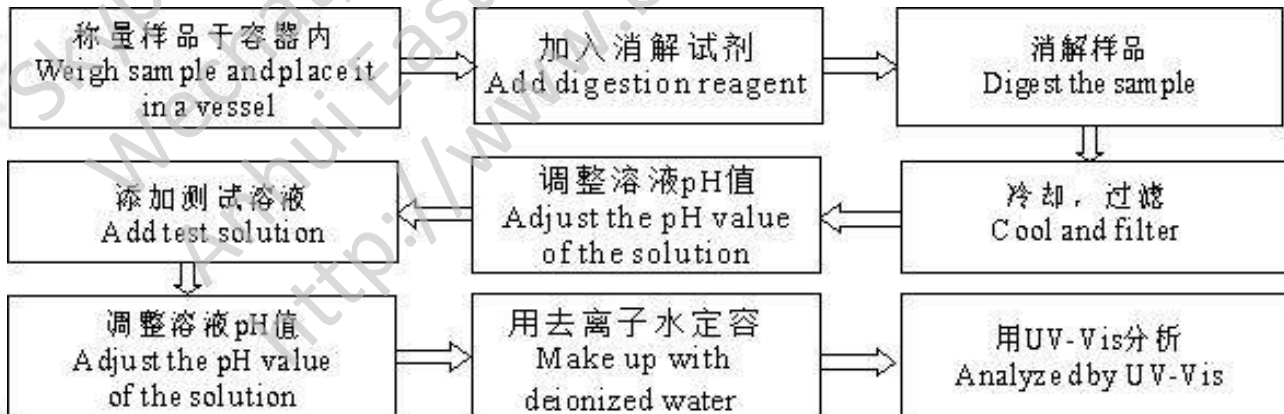 称量样品于容器内
Weigh sample and place it
in a vessel
加入消解试剂
Add digestion reagent
消解样品
Digest the sample
冷却，过滤
Cool and filter
调整溶液pH值
Adjust the pH value
of the solution
添加测试溶液
Add test solution
调整溶液pH值
Adjust the pH value
of the solution
用去离子水定容
Make up with
deionized water
用UV-Vis分析
Analyzed by UV-Vis
Anhui
http://www.